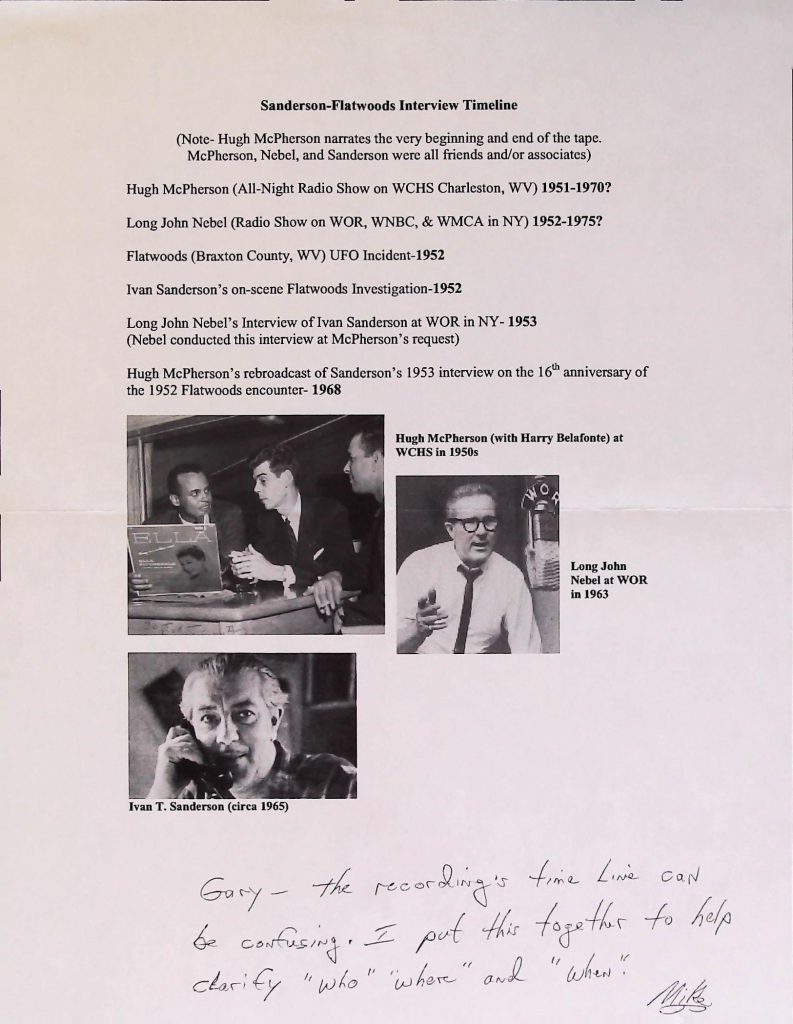 Sanderson-Flatwoods Interview Timeline
(Note- Hugh McPherson narrates the very beginning and end of the tape.
McPherson, Nebel, and Sanderson were all friends and/or associates)
Hugh McPherson (All-Night Radio Show on WCHS Charleston, WV) 1951-1970?
Long John Nebel (Radio Show on WOR, WNBC, & WMCA in NY) 1952-1975?
Flatwoods (Braxton County, WV) UFO Incident-1952
Ivan Sanderson's on-scene Flatwoods Investigation-1952
Long John Nebel's Interview of Ivan Sanderson at WOR in NY- 1953
(Nebel conducted this interview at McPherson's request)
Hugh McPherson's rebroadcast of Sanderson's 1953 interview on the 16th anniversary of
the 1952 Flatwoods encounter- 1968
Hugh McPherson (with Harry Belafonte) at
WCHS in 1950s
ELLA
WOR
Long John
Nebel at WOR
in 1963
Ivan T. Sanderson (circa 1965)
Gary – the recording's time line can
be confusing. I put this together to help
clarify "who" "where" and "when".
Mike